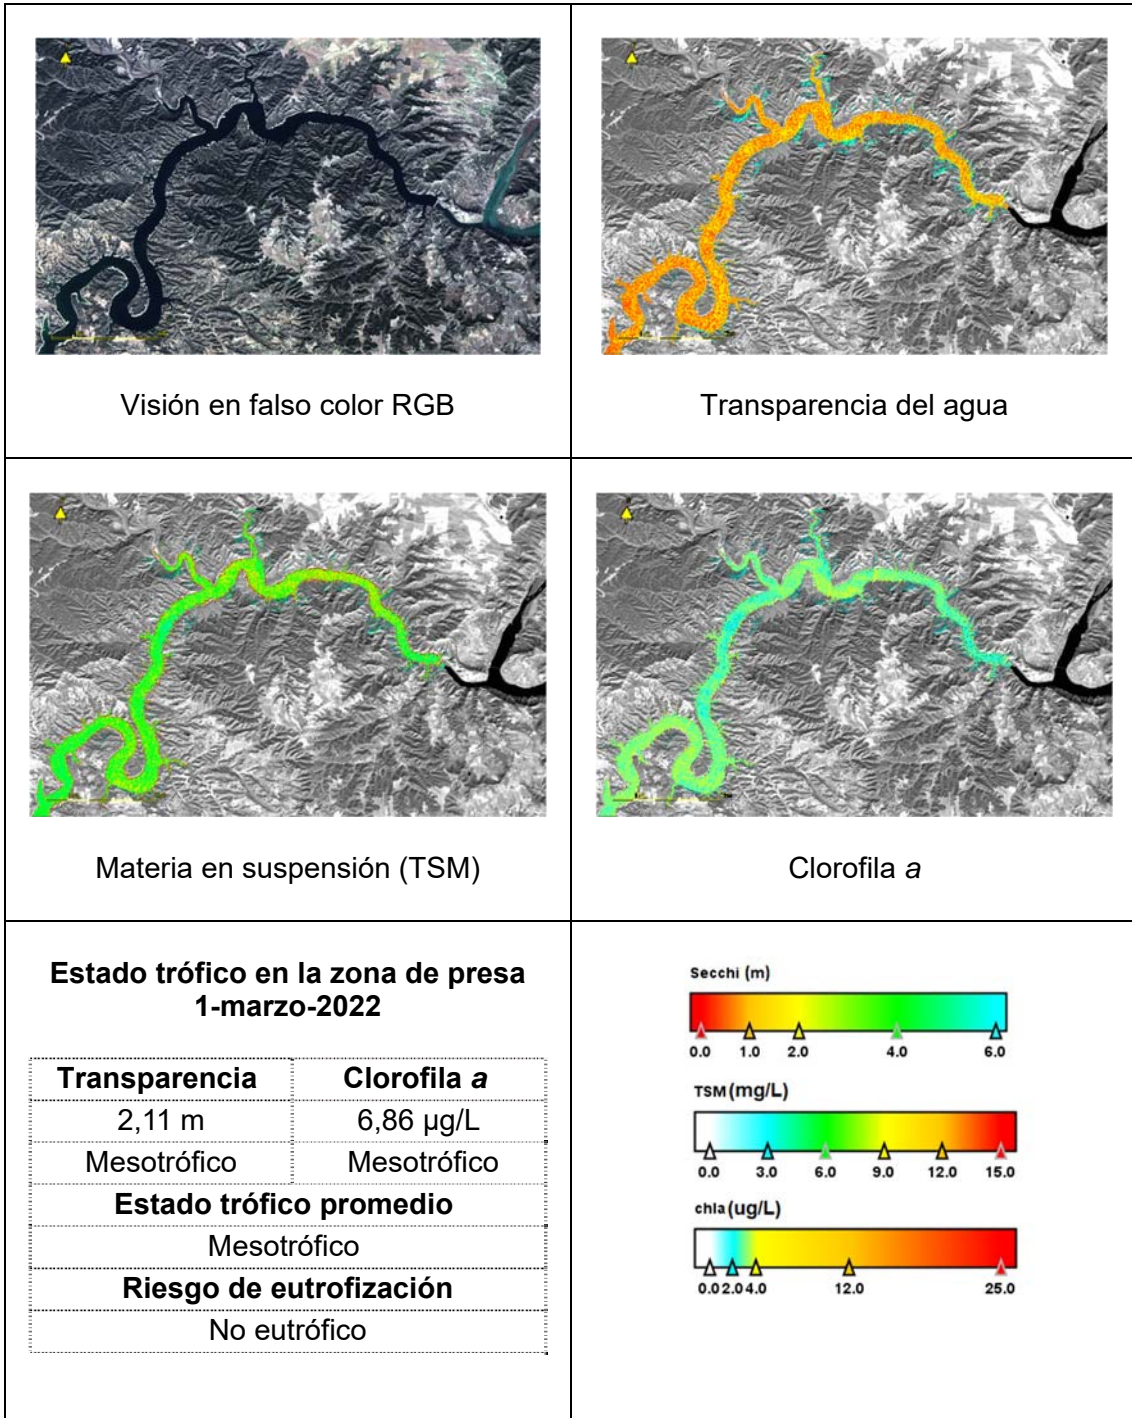 Visión en falso color RGB
Transparencia del agua
Materia en suspensión (TSM)
Clorofila a
Estado trófico en la zona de presa
1-marzo-2022
Transparencia Clorofila a
2,11 m 6,86 µg/L
Mesotrófico Mesotrófico
Estado trófico promedio
Mesotrófico
Riesgo de eutrofización
No eutrófico
Secchi (m)
0.0 1.0 2.0 4.0 6.0
TSM (mg/L)
0.0 3.0 6.0 9.0 12.0 15.0
chla (ug/L)
0.0 2.0 4.0 12.0 25.0